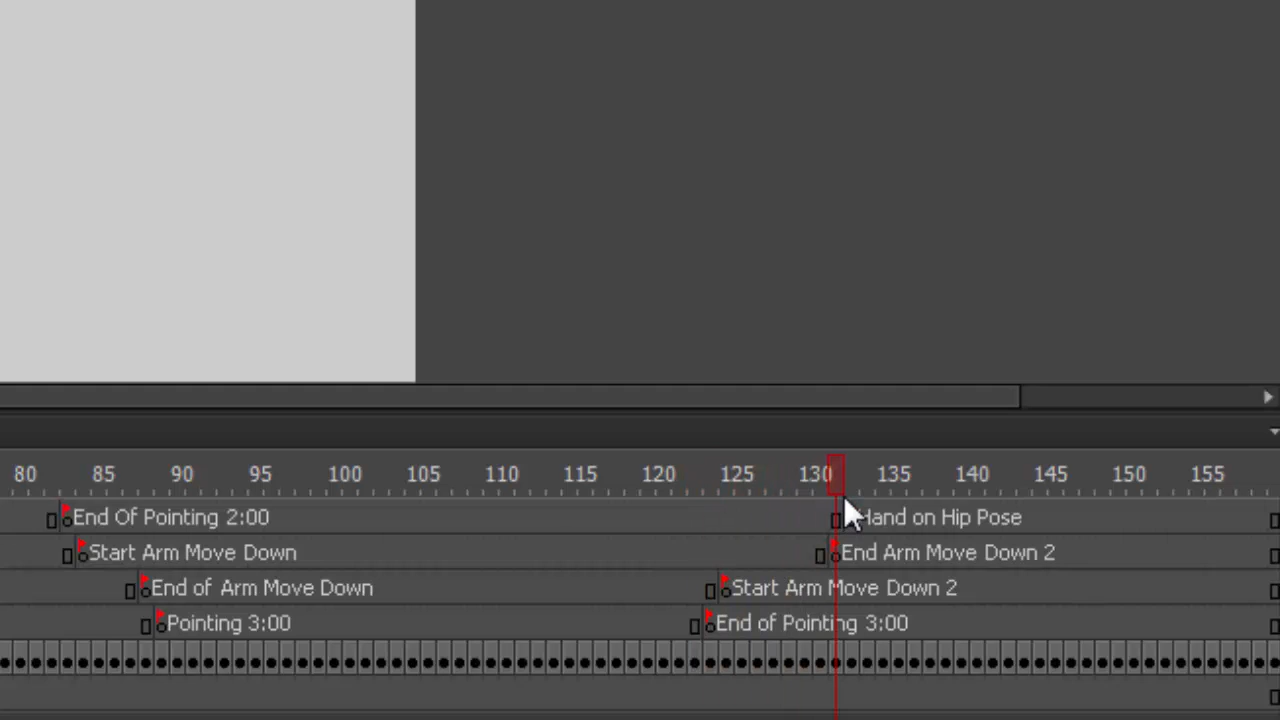 80 85 90 95 100 105 110 115 120 125 130 135 140 145 150 155
End Of Pointing 2:00 Hand on Hip Pose
Start Arm Move Down End Arm Move Down 2
End of Arm Move Down Start Arm Move Down 2
Pointing 3:00 End of Pointing 3:00